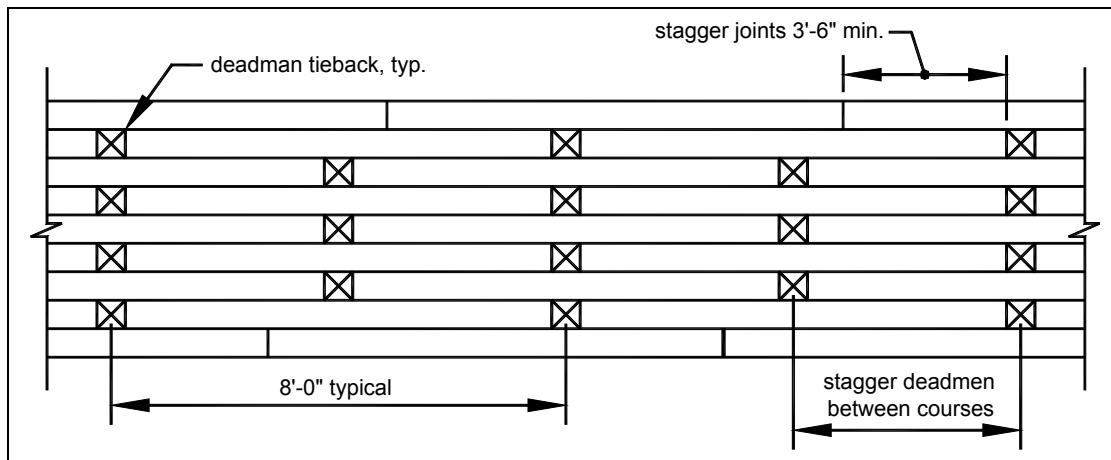 stagger joints 3'-6" min.
deadman tieback, typ.
8'-0" typical
stagger deadmen
between courses